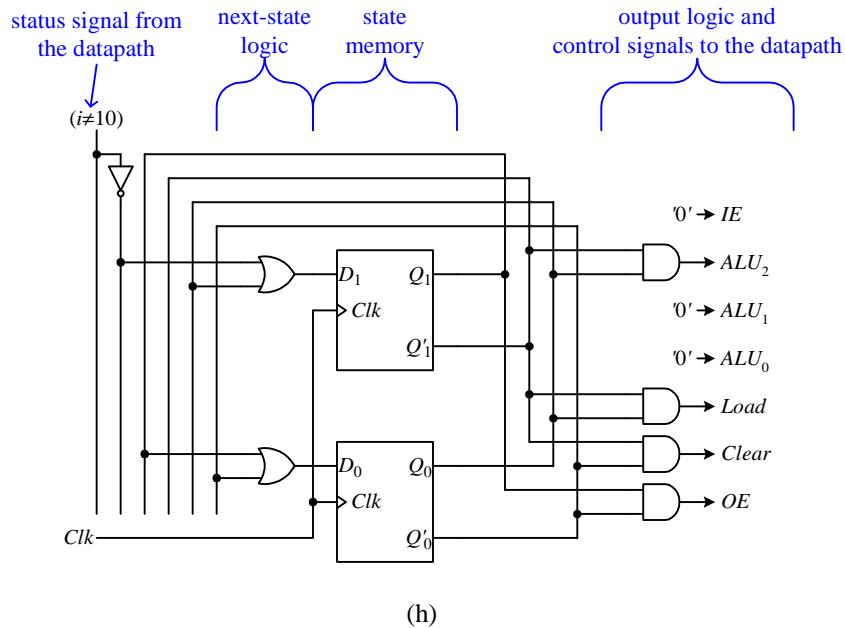 status signal from
the datapath
next-state
logic
state
memory
output logic and
control signals to the datapath
(i≠10)
'0' → IE
ALU₂
'0' → ALU₁
'0' → ALU₀
Load
Clear
OE
D₁ Q₁
Clk
Q'₁
D₀ Q₀
Clk
Q'₀
Clk
(h)